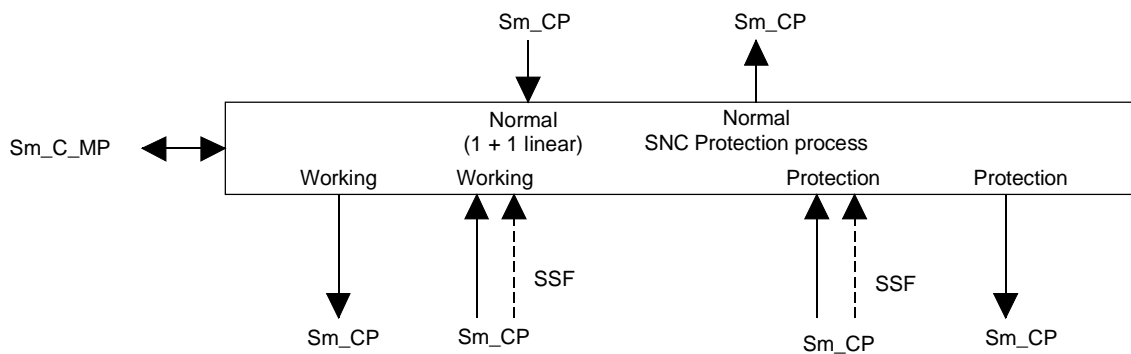 Sm_CP
Sm_CP
Normal
Normal
Sm_C_MP
(1 + 1 linear)
SNC Protection process
Working
Working
Protection
Protection
SSF
SSF
Sm_CP
Sm_CP
Sm_CP
Sm_CP